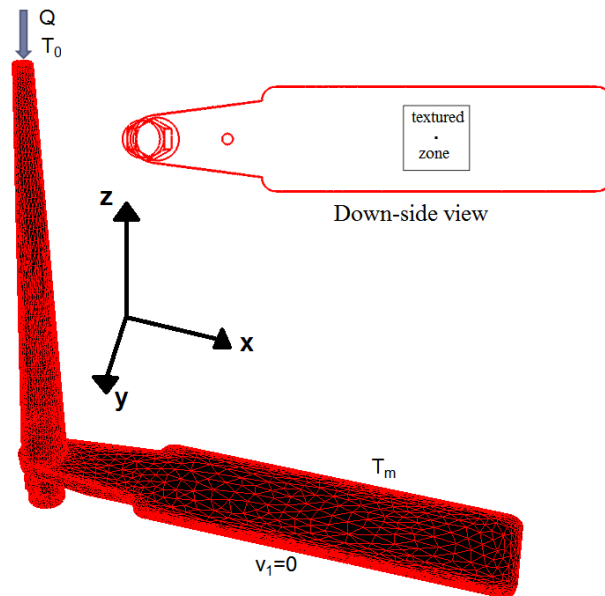 Q
T₀
textured
zone
Down-side view
z
x
y
Tₘ
v₁=0